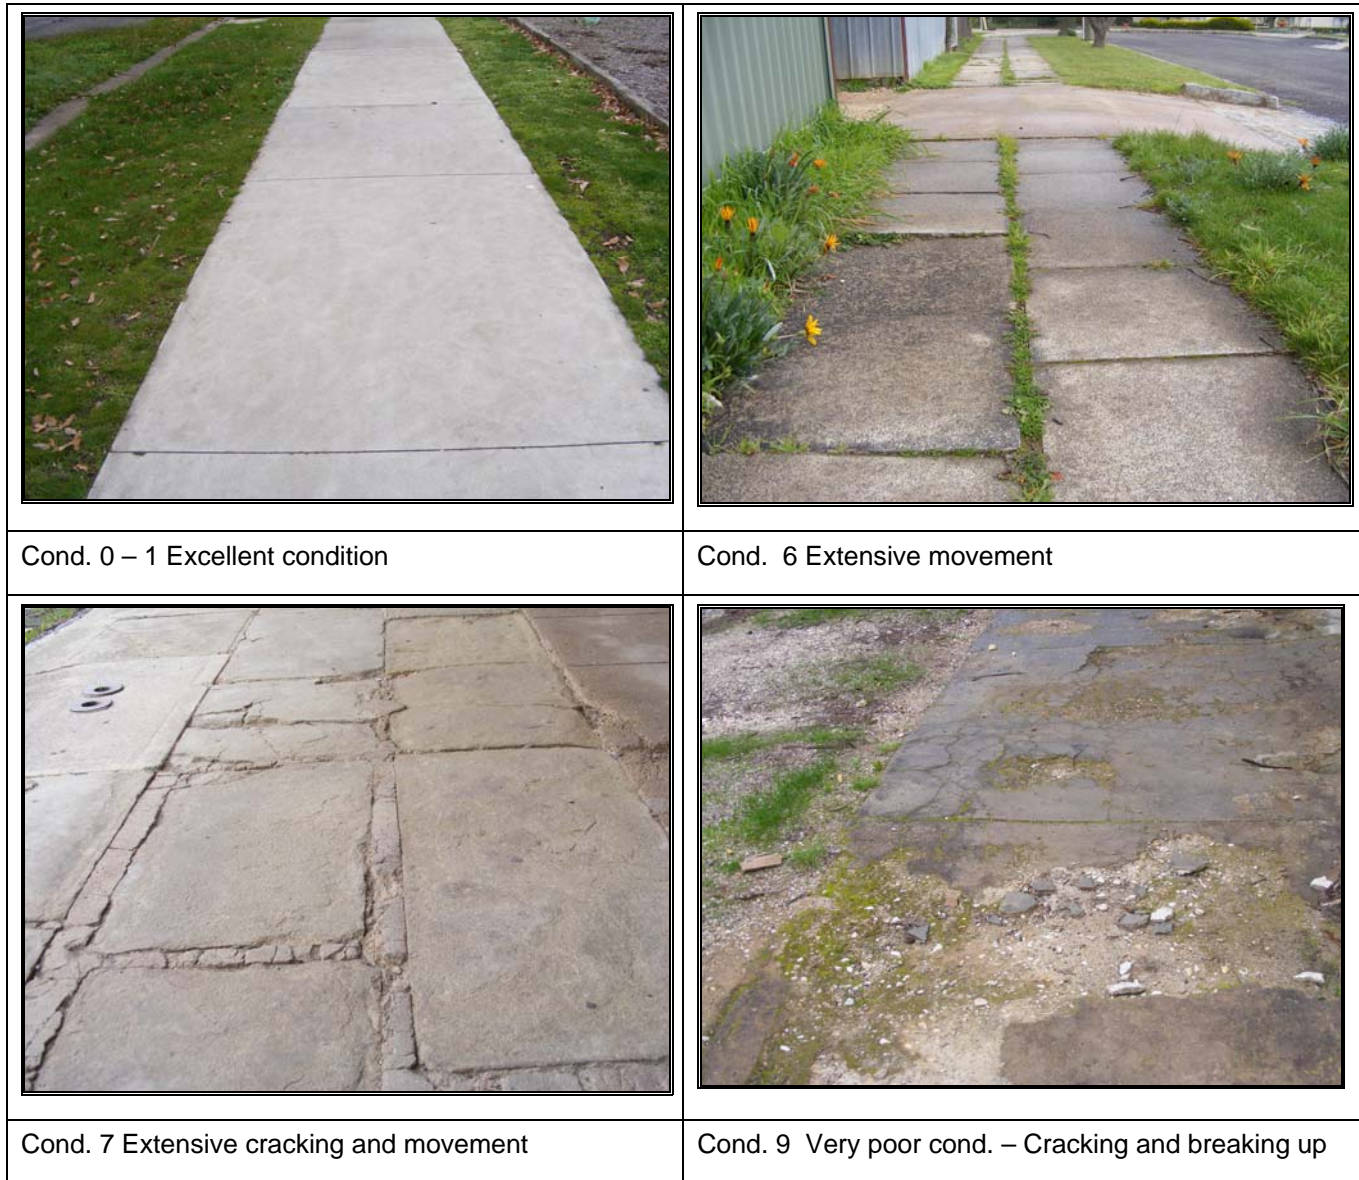 Cond. 0 – 1 Excellent condition
Cond.  6 Extensive movement
Cond. 7 Extensive cracking and movement
Cond. 9  Very poor cond. – Cracking and breaking up